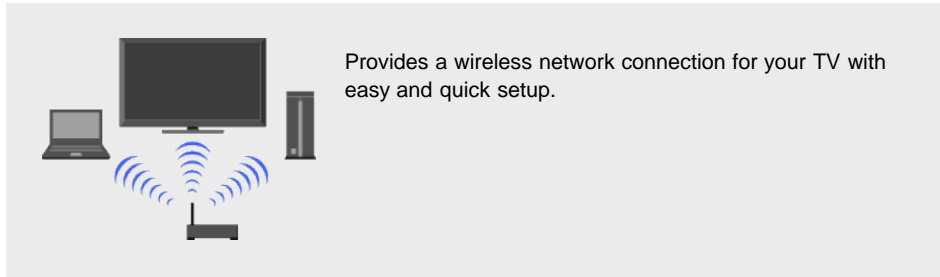 Provides a wireless network connection for your TV with
easy and quick setup.